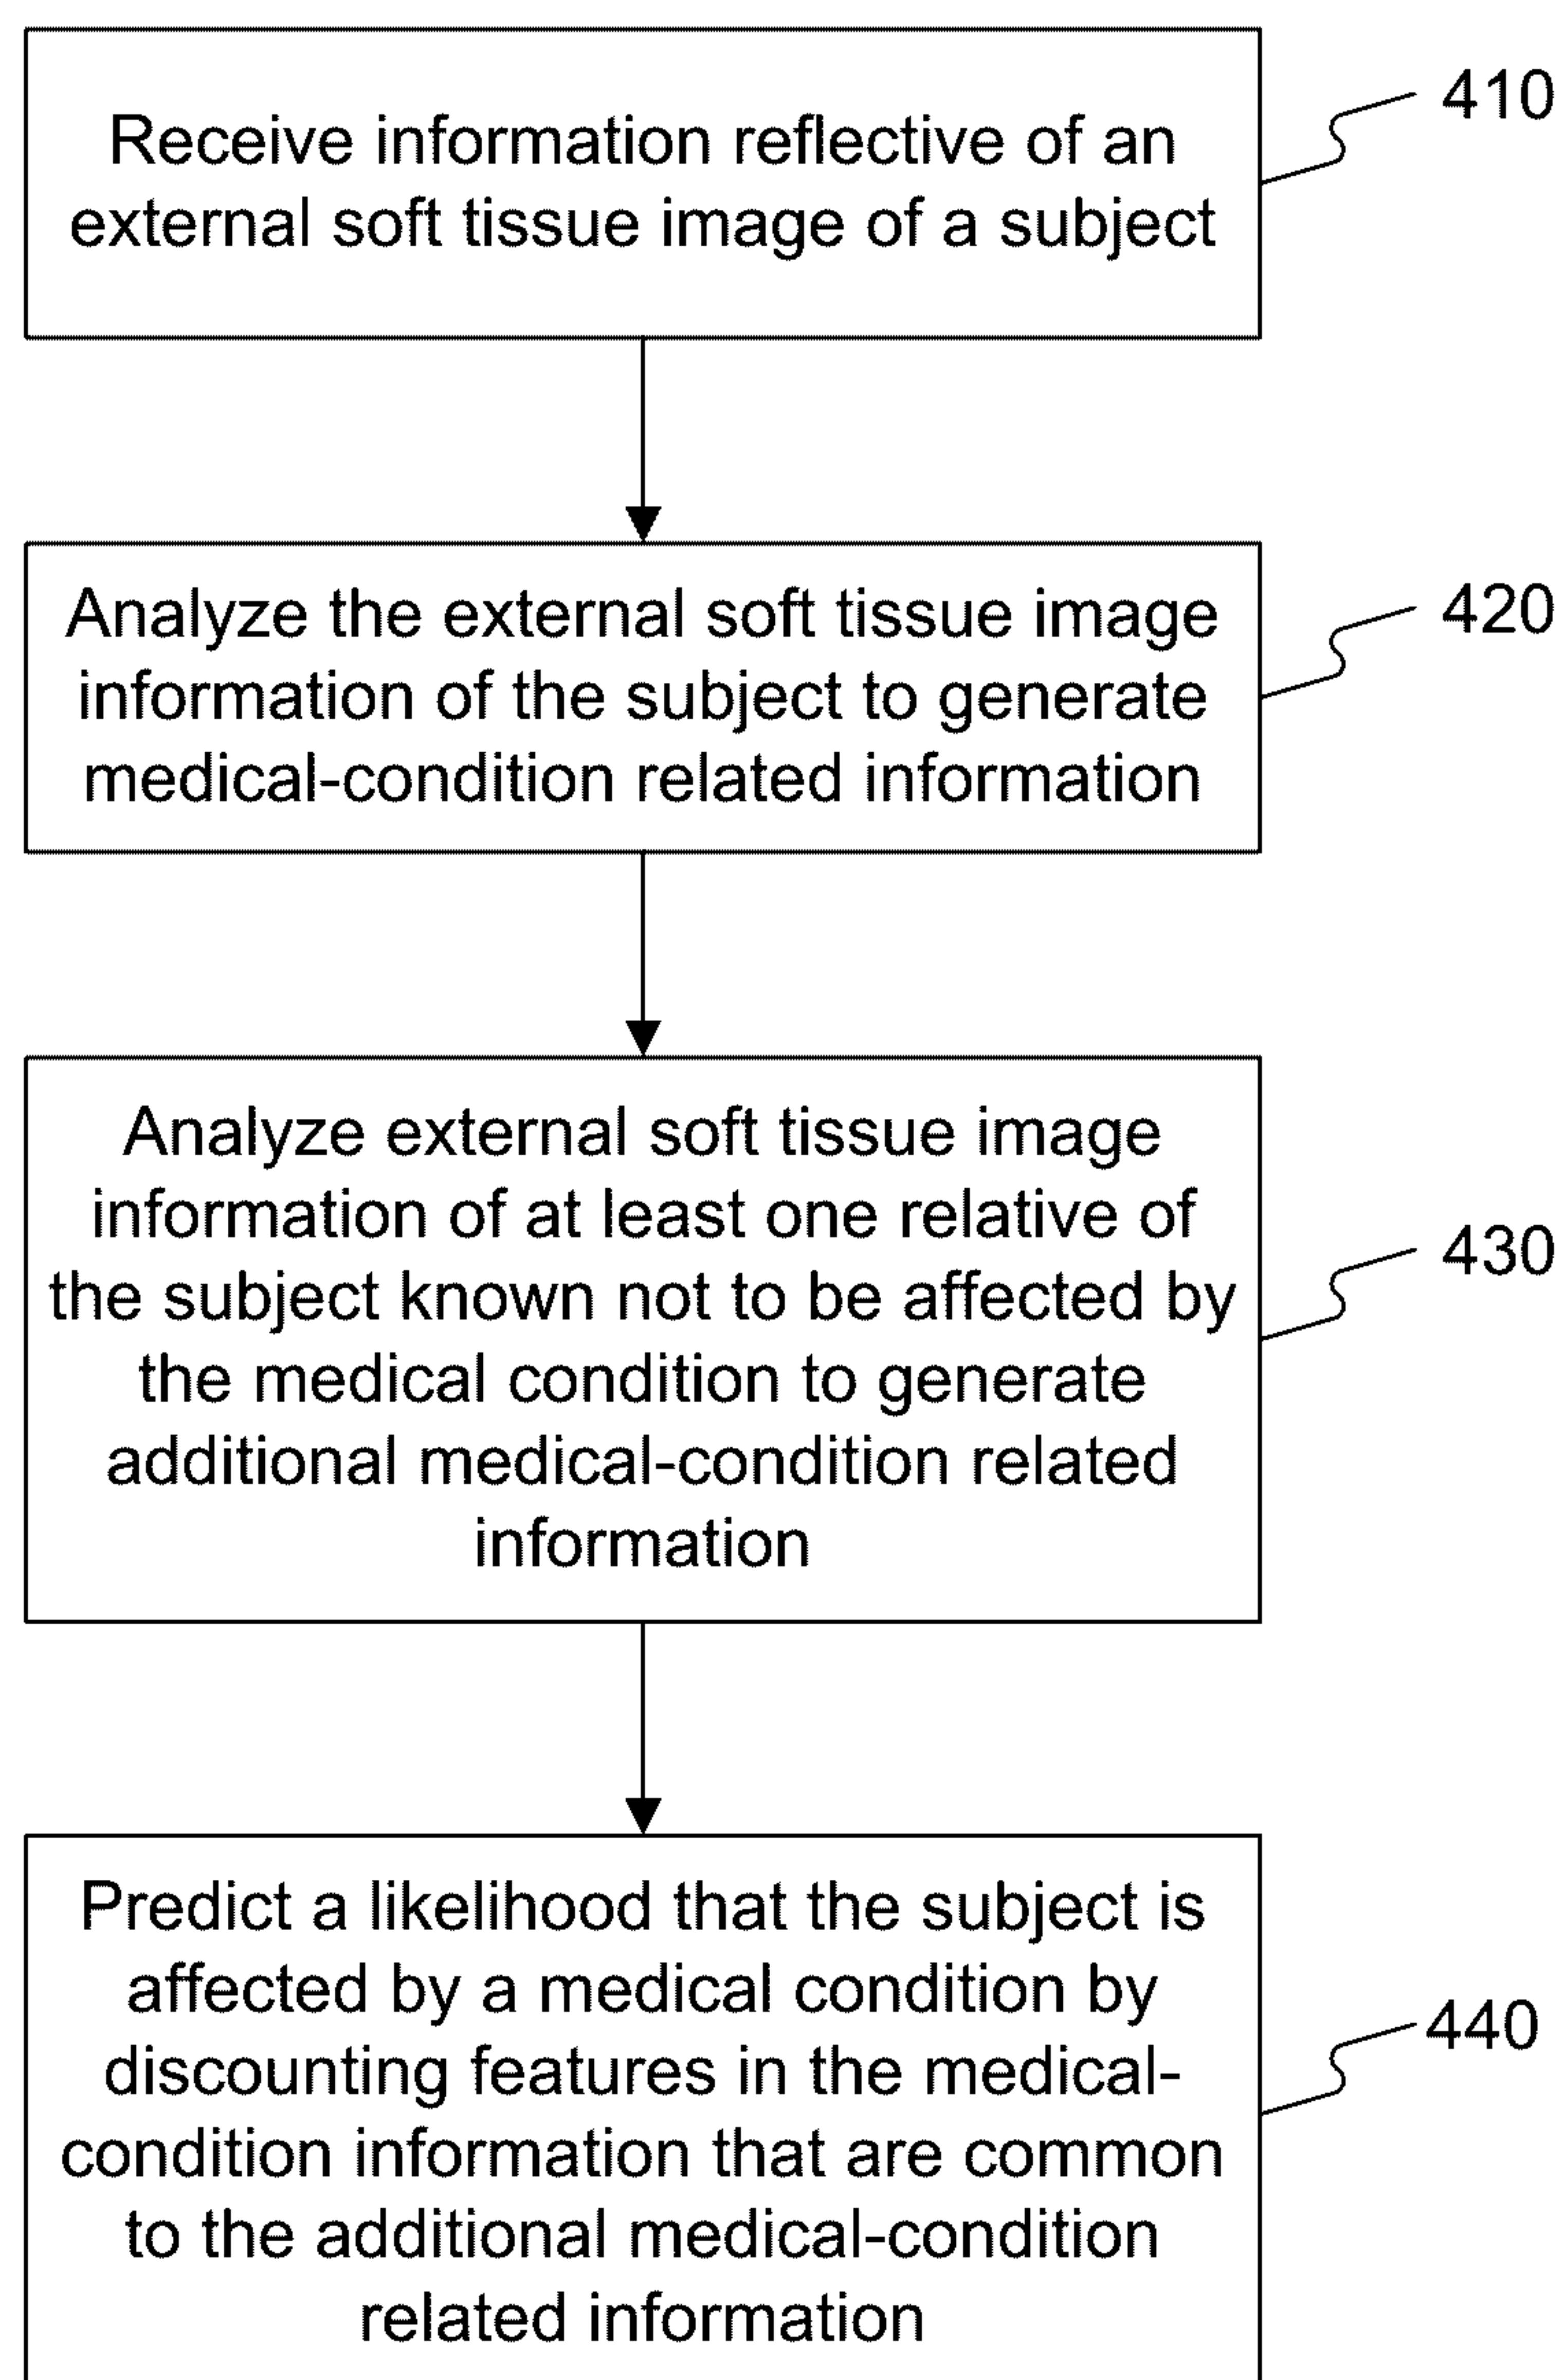 Receive information reflective of an
external soft tissue image of a subject
410
Analyze the external soft tissue image
information of the subject to generate
medical-condition related information
420
Analyze external soft tissue image
information of at least one relative of
the subject known not to be affected by
the medical condition to generate
additional medical-condition related
information
430
Predict a likelihood that the subject is
affected by a medical condition by
discounting features in the medical-
condition information that are common
to the additional medical-condition
related information
440